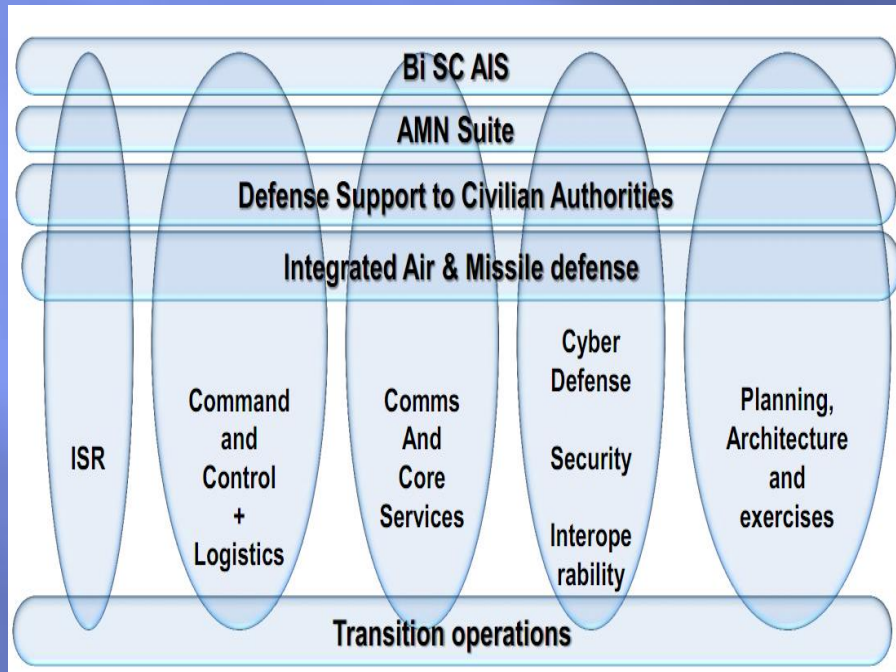 Bi SC AIS
AMN Suite
Defense Support to Civilian Authorities
Integrated Air & Missile defense
ISR
Command
and
Control
+
Logistics
Comms
And
Core
Services
Cyber
Defense
Security
Interope
rability
Planning,
Architecture
and
exercises
Transition operations